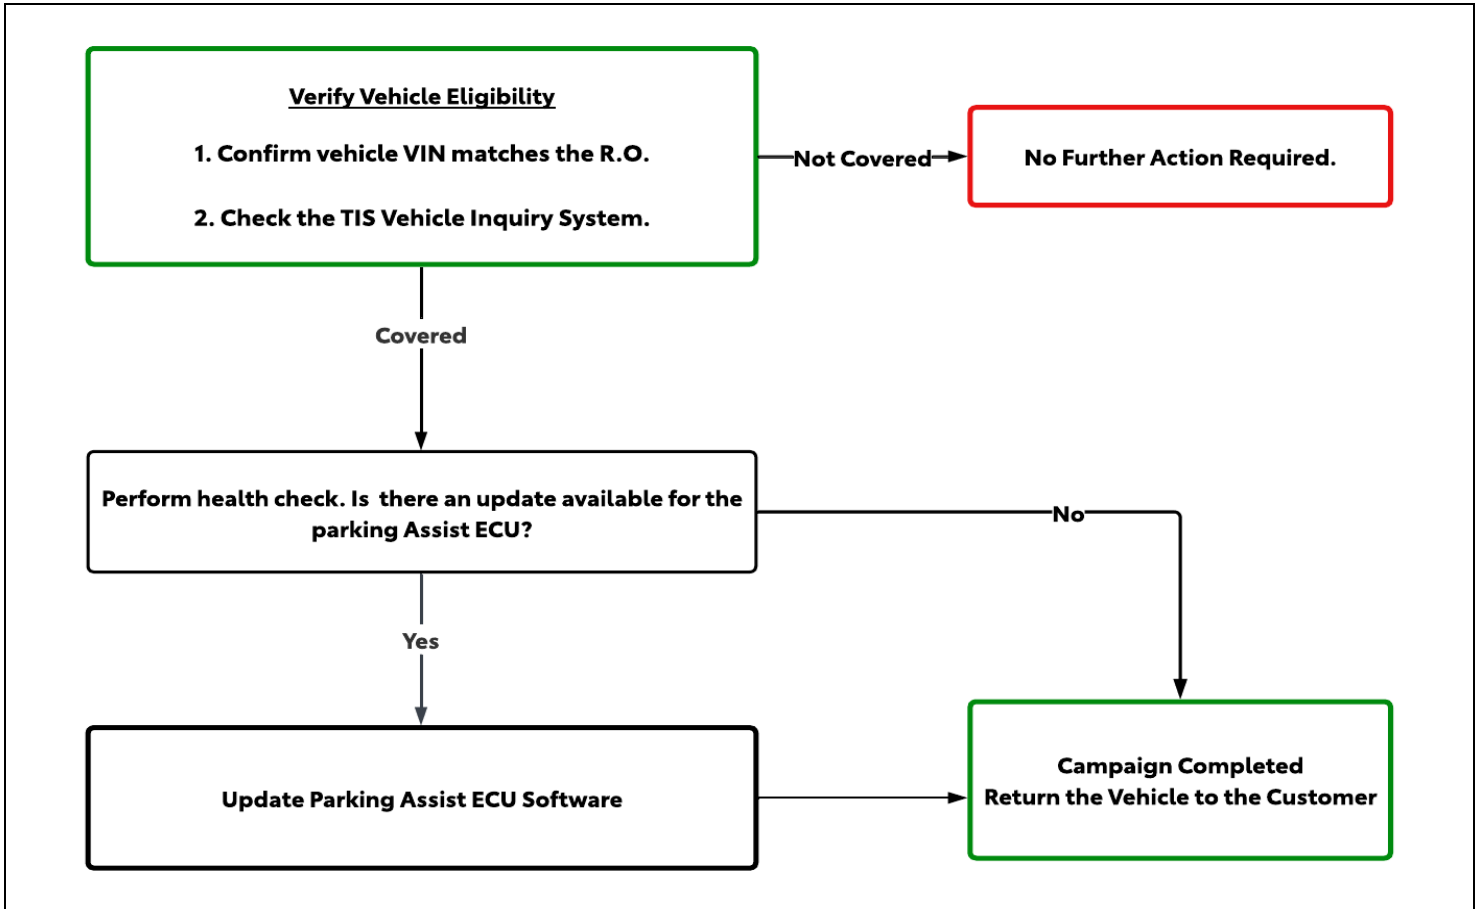 Verify Vehicle Eligibility
1. Confirm vehicle VIN matches the R.O.
2. Check the TIS Vehicle Inquiry System.
Not Covered
No Further Action Required.
Covered
Perform health check. Is  there an update available for the
parking Assist ECU?
No
Yes
Update Parking Assist ECU Software
Campaign Completed
Return the Vehicle to the Customer